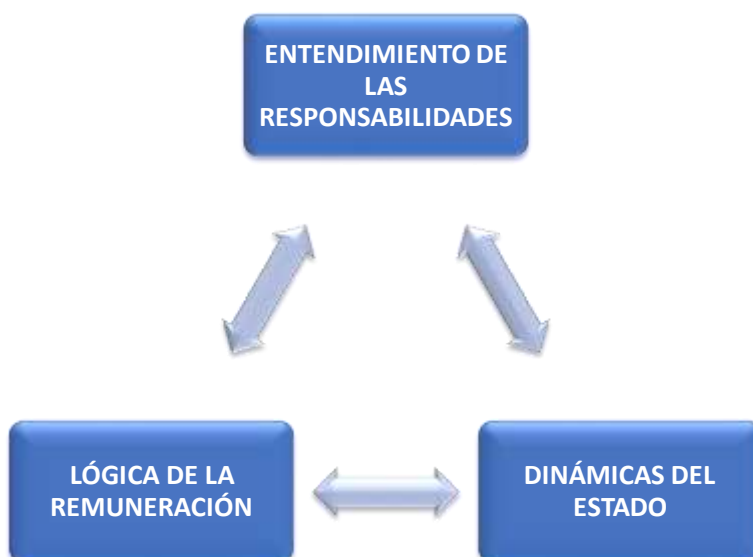 ENTENDIMIENTO DE
LAS
RESPONSABILIDADES
LÓGICA DE LA
REMUNERACIÓN
DINÁMICAS DEL
ESTADO